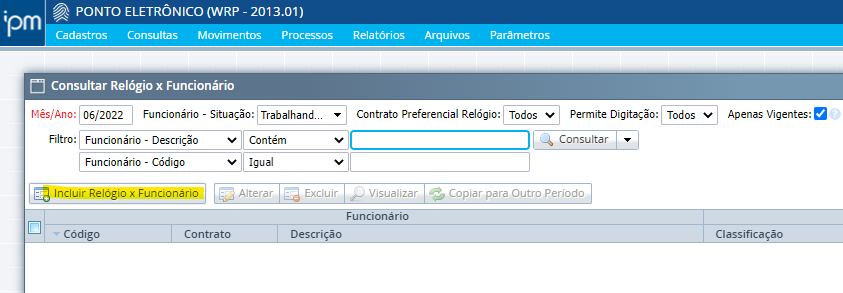 ipm PONTO ELETRÔNICO (WRP - 2013.01)
Cadastros Consultas Movimentos Processos Relatórios Arquivos Parâmetros
Consultar Relógio x Funcionário
Mês/Ano: 06/2022 Funcionário - Situação: Trabalhand... Contrato Preferencial Relógio: Todos Permite Digitação: Todos Apenas Vigentes: ?
Filtro: Funcionário - Descrição Contém Consultar
Funcionário - Código Igual
Incluir Relógio x Funcionário Alterar Excluir Visualizar Copiar para Outro Período
Funcionário
Código Contrato Descrição Classificação